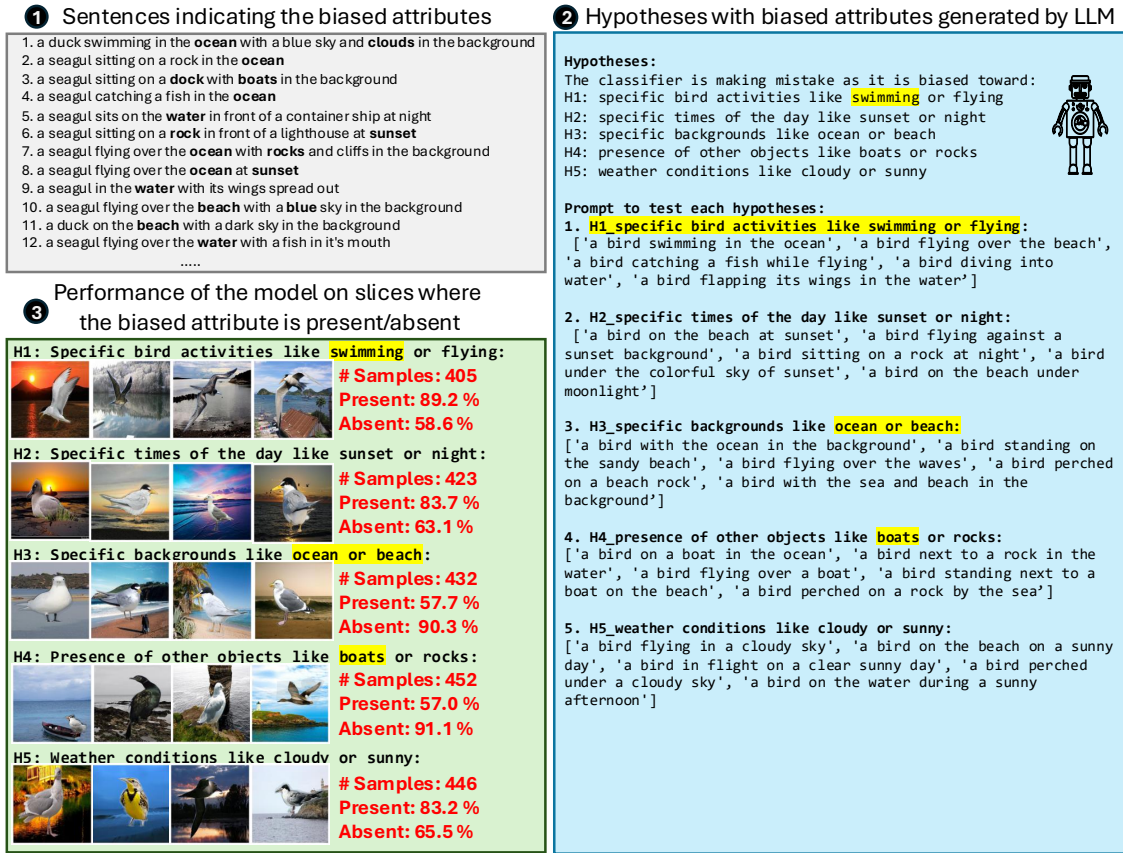 1 Sentences indicating the biased attributes
1. a duck swimming in the ocean with a blue sky and clouds in the background
2. a seagul sitting on a rock in the ocean
3. a seagul sitting on a dock with boats in the background
4. a seagul catching a fish in the ocean
5. a seagul sits on the water in front of a container ship at night
6. a seagul sitting on a rock in front of a lighthouse at sunset
7. a seagul flying over the ocean with rocks and cliffs in the background
8. a seagul flying over the ocean at sunset
9. a seagul in the water with its wings spread out
10. a seagul flying over the beach with a blue sky in the background
11. a duck on the beach with a dark sky in the background
12. a seagul flying over the water with a fish in it's mouth
.....
2 Hypotheses with biased attributes generated by LLM
Hypotheses:
The classifier is making mistake as it is biased toward:
H1: specific bird activities like swimming or flying
H2: specific times of the day like sunset or night
H3: specific backgrounds like ocean or beach
H4: presence of other objects like boats or rocks
H5: weather conditions like cloudy or sunny
Prompt to test each hypotheses:
1. H1_specific bird activities like swimming or flying:
['a bird swimming in the ocean', 'a bird flying over the beach',
'a bird catching a fish while flying', 'a bird diving into
water', 'a bird flapping its wings in the water’]
2. H2_specific times of the day like sunset or night:
['a bird on the beach at sunset', 'a bird flying against a
sunset background', 'a bird sitting on a rock at night', 'a bird
under the colorful sky of sunset', 'a bird on the beach under
moonlight’]
3. H3_specific backgrounds like ocean or beach:
['a bird with the ocean in the background', 'a bird standing on
the sandy beach', 'a bird flying over the waves', 'a bird perched
on a beach rock', 'a bird with the sea and beach in the
background’]
4. H4_presence of other objects like boats or rocks:
['a bird on a boat in the ocean', 'a bird next to a rock in the
water', 'a bird flying over a boat', 'a bird standing next to a
boat on the beach', 'a bird perched on a rock by the sea’]
5. H5_weather conditions like cloudy or sunny:
['a bird flying in a cloudy sky', 'a bird on the beach on a sunny
day', 'a bird in flight on a clear sunny day', 'a bird perched
under a cloudy sky', 'a bird on the water during a sunny
afternoon']
3 Performance of the model on slices where
the biased attribute is present/absent
H1: Specific bird activities like swimming or flying:
# Samples: 405
Present: 89.2 %
Absent: 58.6 %
H2: Specific times of the day like sunset or night:
# Samples: 423
Present: 83.7 %
Absent: 63.1 %
H3: Specific backgrounds like ocean or beach:
# Samples: 432
Present: 57.7 %
Absent: 90.3 %
H4: Presence of other objects like boats or rocks:
# Samples: 452
Present: 57.0 %
Absent: 91.1 %
H5: Weather conditions like cloudy or sunny:
# Samples: 446
Present: 83.2 %
Absent: 65.5 %